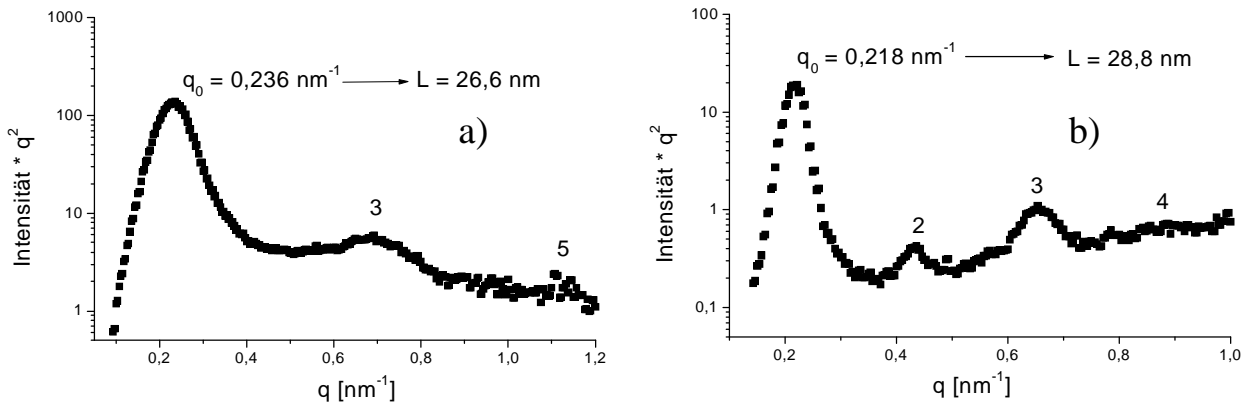 1000
100
10
1
Intensität * q²
q₀ = 0,236 nm⁻¹ → L = 26,6 nm
a)
3
5
0,2 0,4 0,6 0,8 1,0 1,2
q [nm⁻¹]
100
10
1
0,1
Intensität * q²
q₀ = 0,218 nm⁻¹ → L = 28,8 nm
b)
2
3
4
0,2 0,4 0,6 0,8 1,0
q [nm⁻¹]